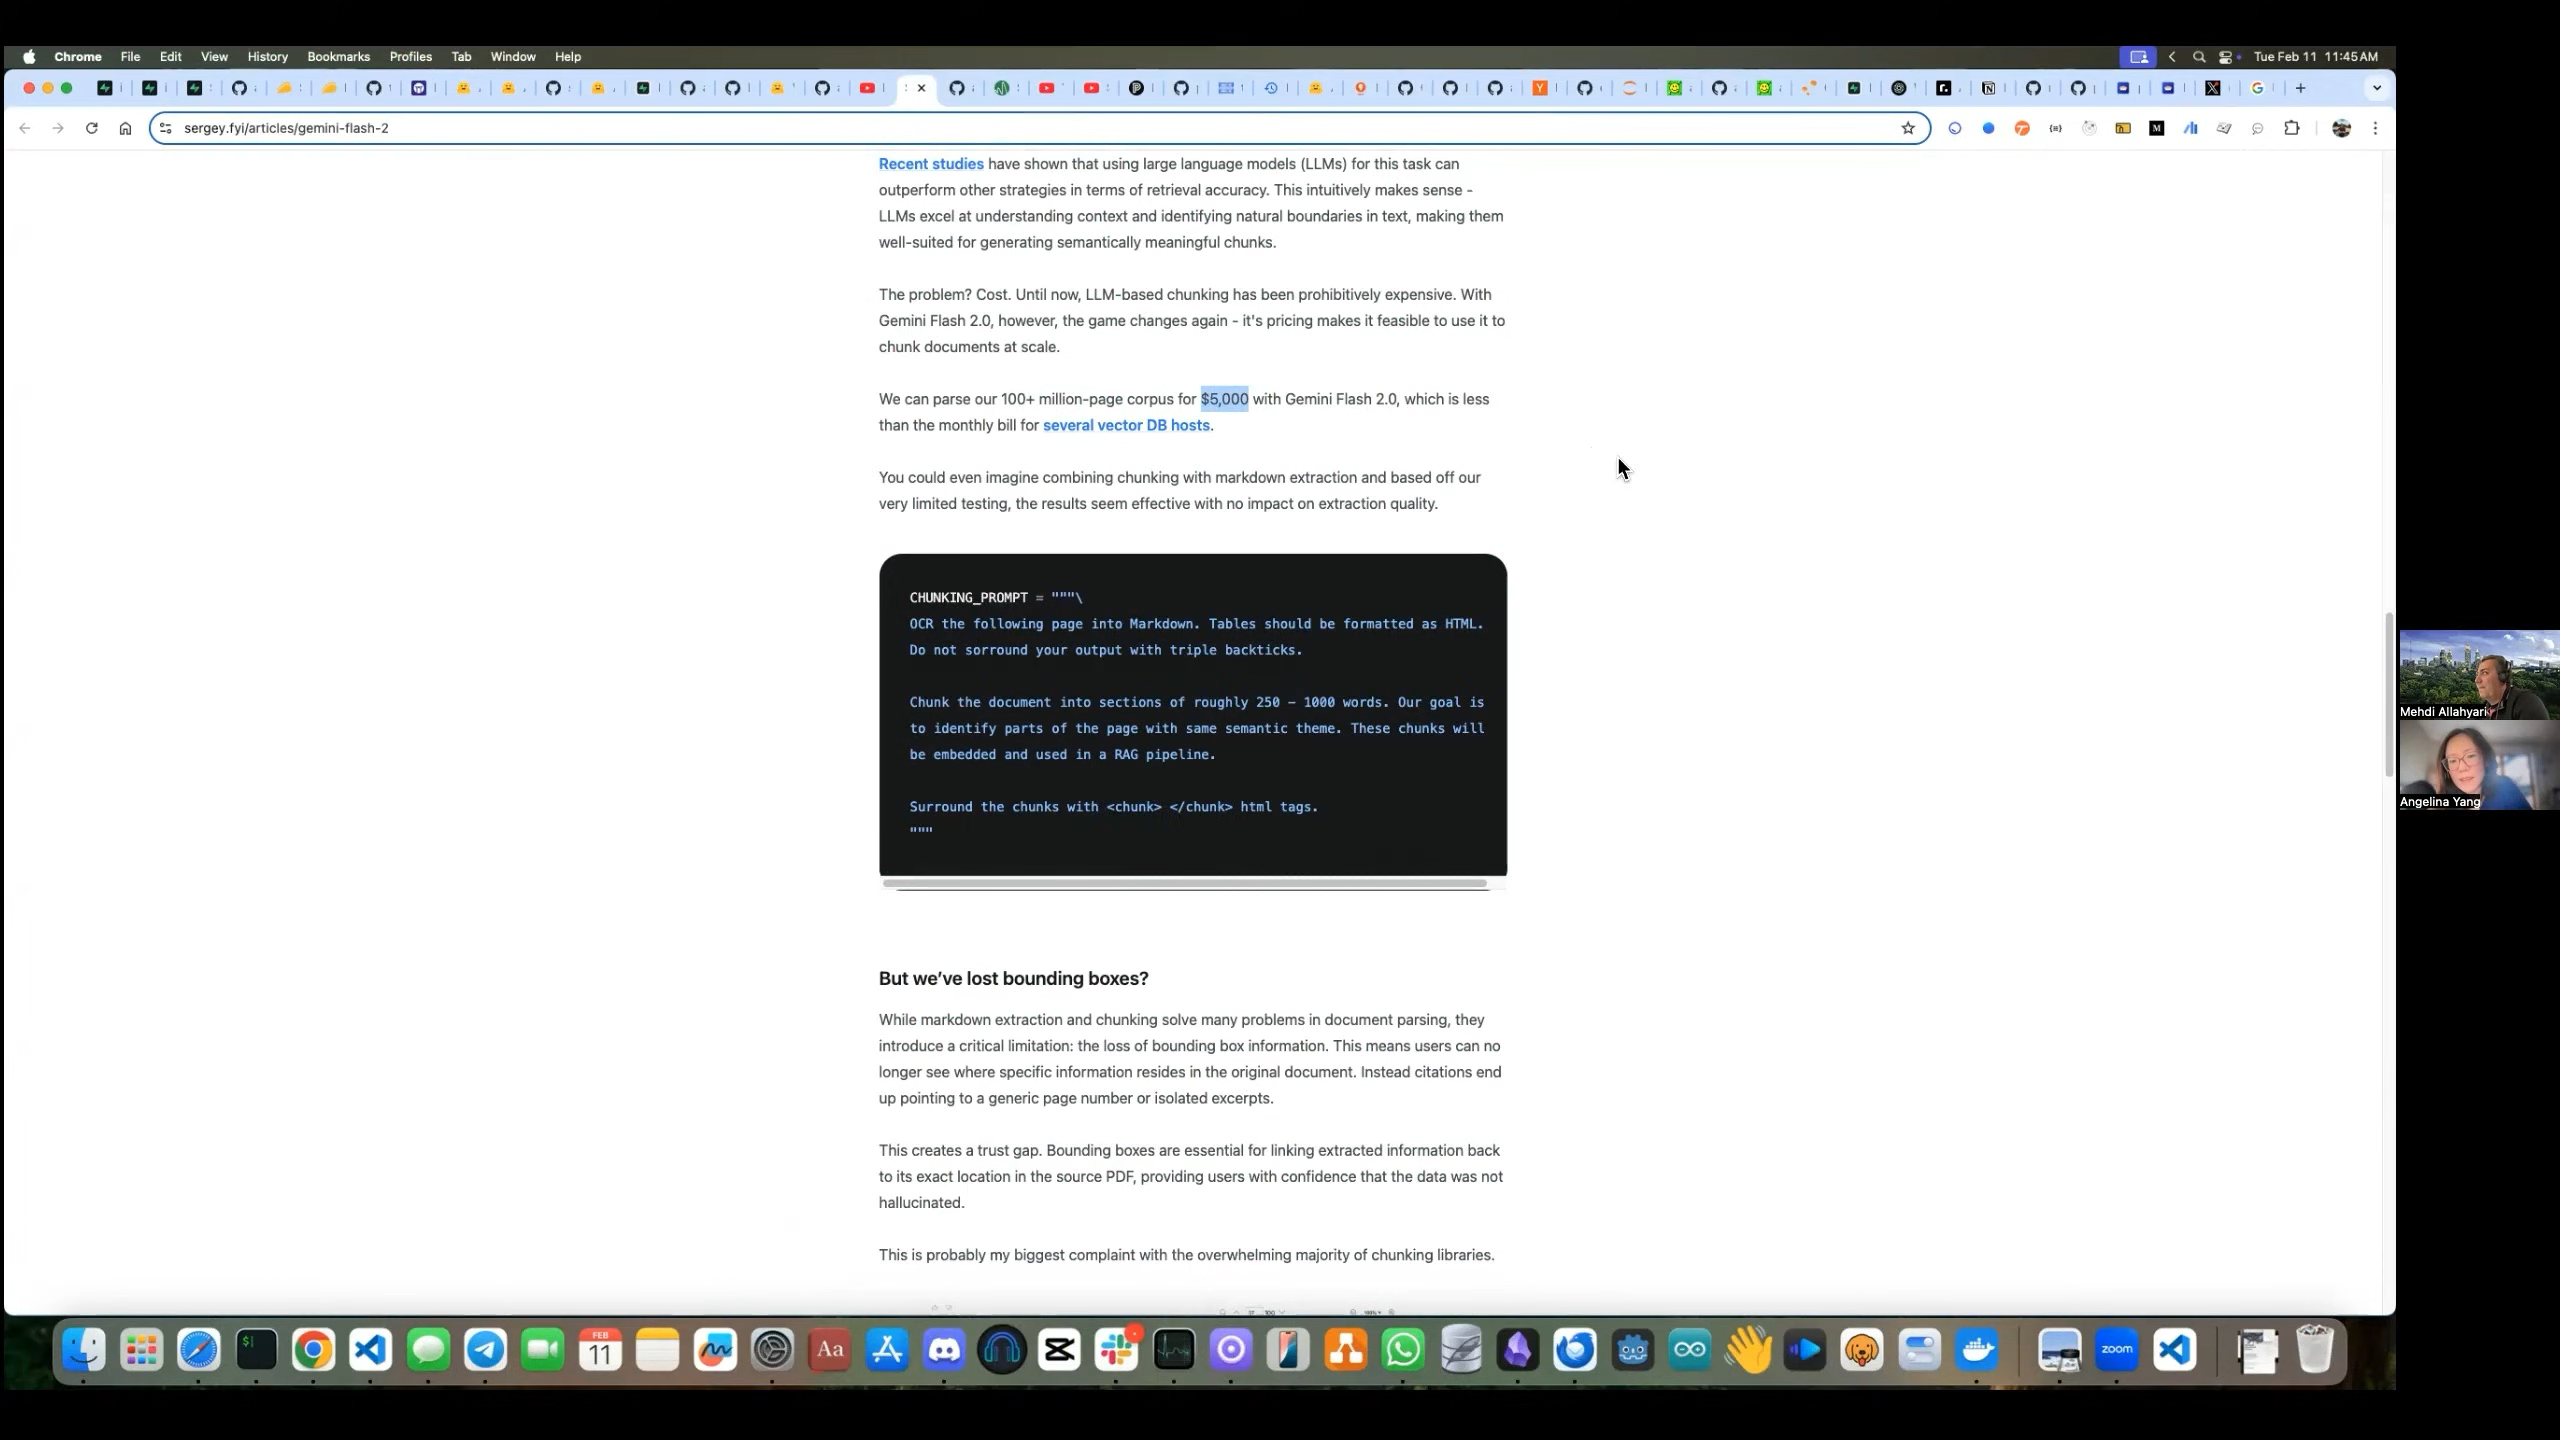 Chrome File Edit View History Bookmarks Profiles Tab Window Help Tue Feb 11 11:45 AM
sergey.fyi/articles/gemini-flash-2
Recent studies have shown that using large language models (LLMs) for this task can
outperform other strategies in terms of retrieval accuracy. This intuitively makes sense -
LLMs excel at understanding context and identifying natural boundaries in text, making them
well-suited for generating semantically meaningful chunks.
The problem? Cost. Until now, LLM-based chunking has been prohibitively expensive. With
Gemini Flash 2.0, however, the game changes again - it's pricing makes it feasible to use it to
chunk documents at scale.
We can parse our 100+ million-page corpus for $5,000 with Gemini Flash 2.0, which is less
than the monthly bill for several vector DB hosts.
You could even imagine combining chunking with markdown extraction and based off our
very limited testing, the results seem effective with no impact on extraction quality.
CHUNKING_PROMPT = """\
OCR the following page into Markdown. Tables should be formatted as HTML.
Do not sorround your output with triple backticks.
Chunk the document into sections of roughly 250 – 1000 words. Our goal is
to identify parts of the page with same semantic theme. These chunks will
be embedded and used in a RAG pipeline.
Surround the chunks with <chunk> </chunk> html tags.
"""
But we've lost bounding boxes?
While markdown extraction and chunking solve many problems in document parsing, they
introduce a critical limitation: the loss of bounding box information. This means users can no
longer see where specific information resides in the original document. Instead citations end
up pointing to a generic page number or isolated excerpts.
This creates a trust gap. Bounding boxes are essential for linking extracted information back
to its exact location in the source PDF, providing users with confidence that the data was not
hallucinated.
This is probably my biggest complaint with the overwhelming majority of chunking libraries.
Mehdi Allahyari
Angelina Yang
FEB
11
Aa
zoom